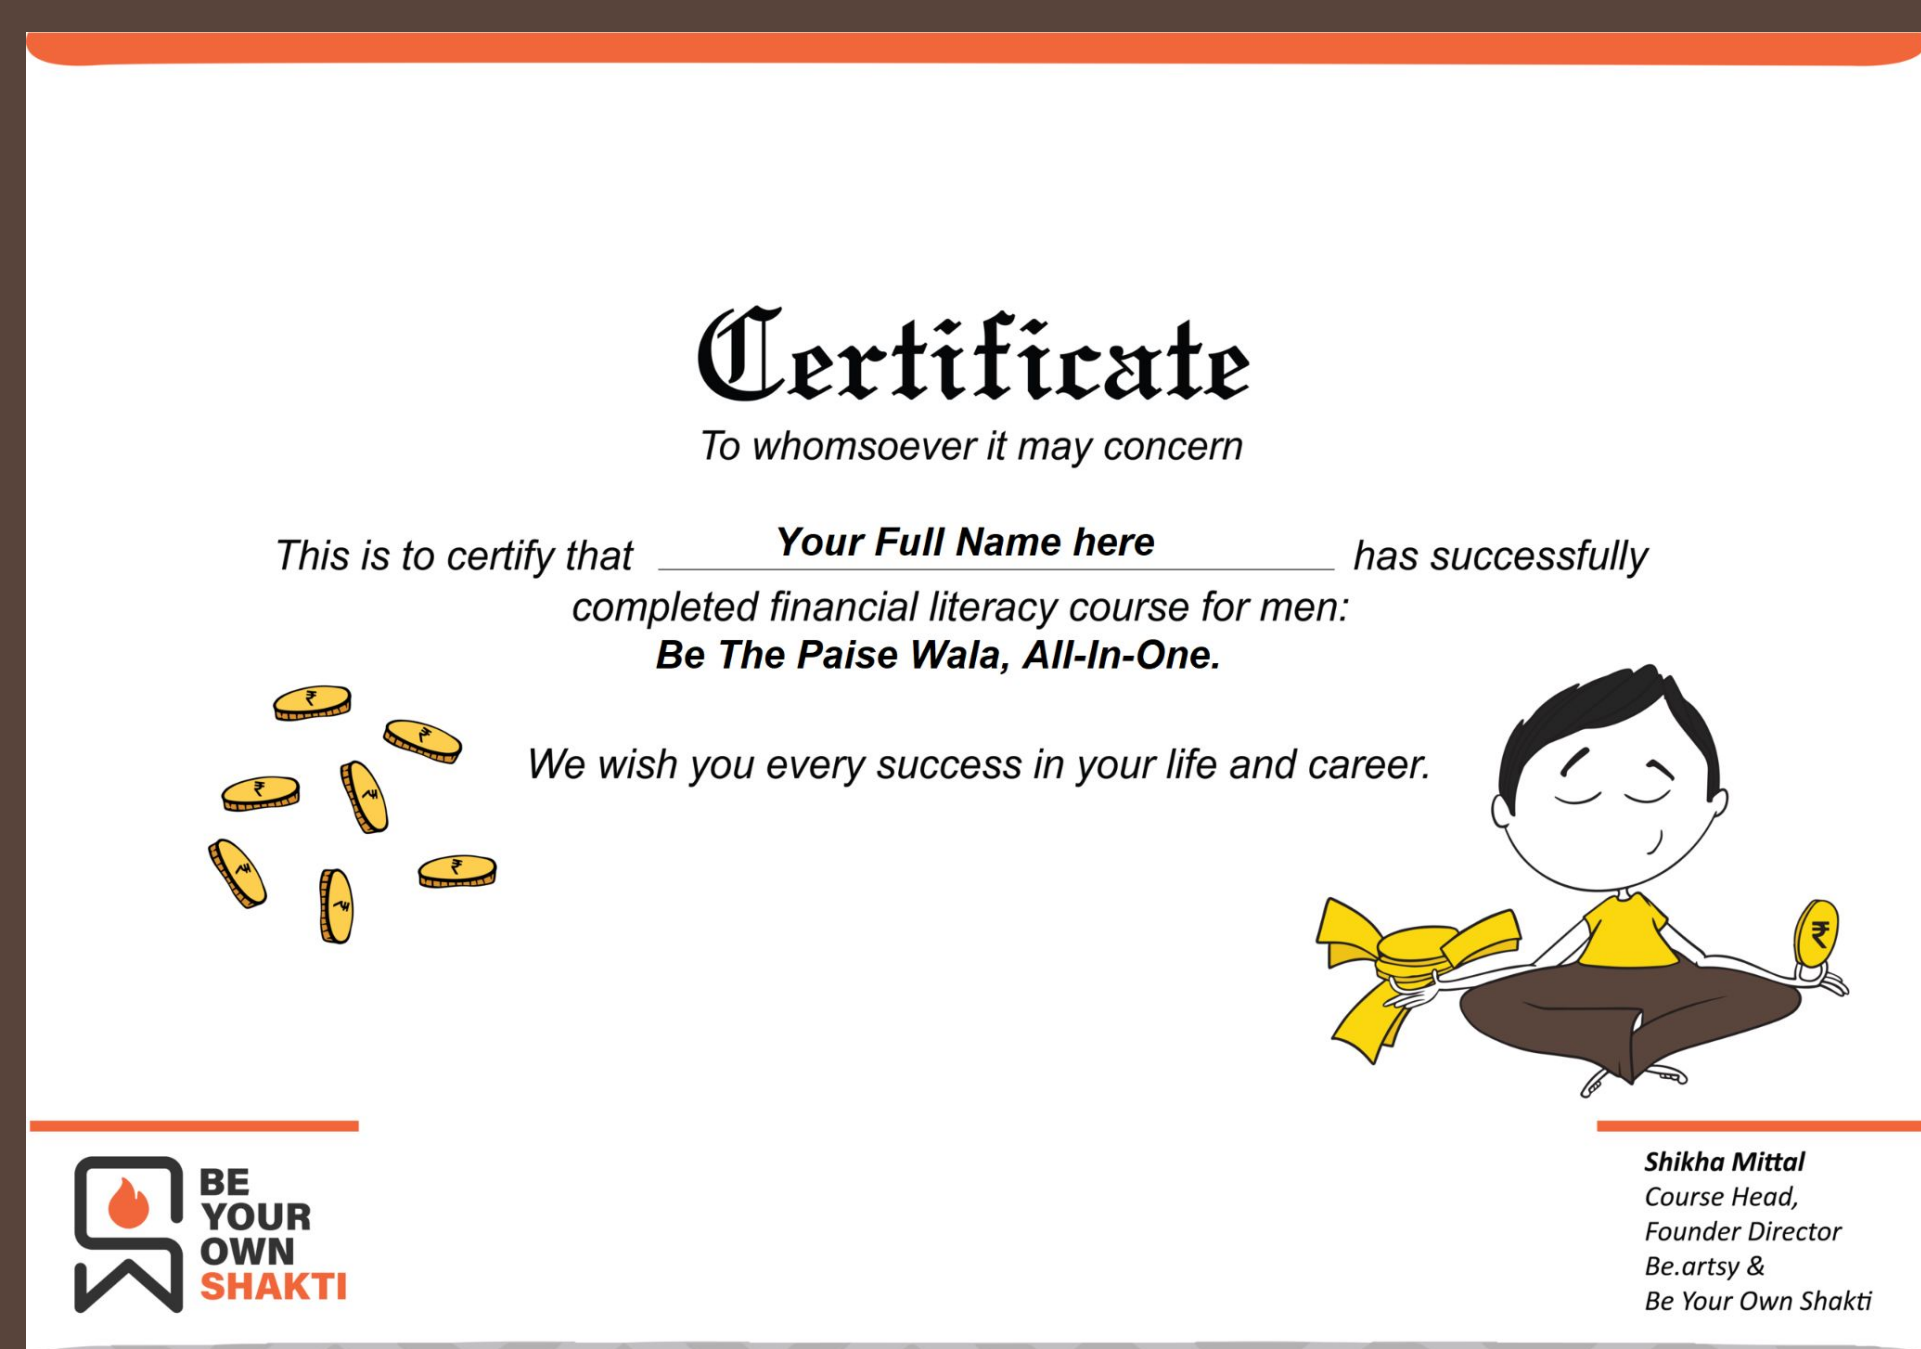 Certificate
To whomsoever it may concern
This is to certify that Your Full Name here has successfully
completed financial literacy course for men:
Be The Paise Wala, All-In-One.
We wish you every success in your life and career.
₹
₹
₹
₹
₹
₹
₹
₹
BE
YOUR
OWN
SHAKTI
Shikha Mittal
Course Head,
Founder Director
Be.artsy &
Be Your Own Shakti